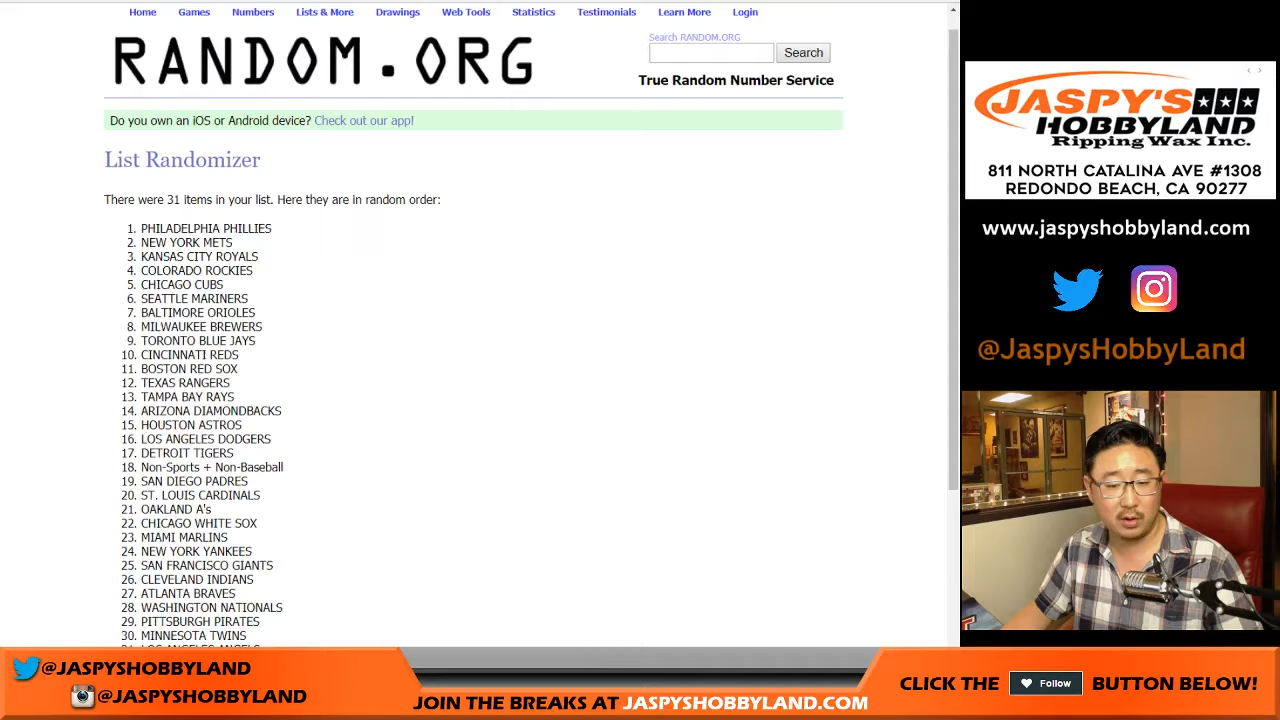 Home Games Numbers Lists & More Drawings Web Tools Statistics Testimonials Learn More Login
RANDOM.ORG
Search RANDOM.ORG
Search
True Random Number Service
Do you own an iOS or Android device? Check out our app!
List Randomizer
There were 31 items in your list. Here they are in random order:
1. PHILADELPHIA PHILLIES
2. NEW YORK METS
3. KANSAS CITY ROYALS
4. COLORADO ROCKIES
5. CHICAGO CUBS
6. SEATTLE MARINERS
7. BALTIMORE ORIOLES
8. MILWAUKEE BREWERS
9. TORONTO BLUE JAYS
10. CINCINNATI REDS
11. BOSTON RED SOX
12. TEXAS RANGERS
13. TAMPA BAY RAYS
14. ARIZONA DIAMONDBACKS
15. HOUSTON ASTROS
16. LOS ANGELES DODGERS
17. DETROIT TIGERS
18. Non-Sports + Non-Baseball
19. SAN DIEGO PADRES
20. ST. LOUIS CARDINALS
21. OAKLAND A's
22. CHICAGO WHITE SOX
23. MIAMI MARLINS
24. NEW YORK YANKEES
25. SAN FRANCISCO GIANTS
26. CLEVELAND INDIANS
27. ATLANTA BRAVES
28. WASHINGTON NATIONALS
29. PITTSBURGH PIRATES
30. MINNESOTA TWINS
31. LOS ANGELES ANGELS
JASPY'S
HOBBYLAND
Ripping Wax Inc.
811 NORTH CATALINA AVE #1308
REDONDO BEACH, CA 90277
www.jaspyshobbyland.com
@JaspysHobbyLand
@JASPYSHOBBYLAND
@JASPYSHOBBYLAND
JOIN THE BREAKS AT JASPYSHOBBYLAND.COM
CLICK THE Follow BUTTON BELOW!